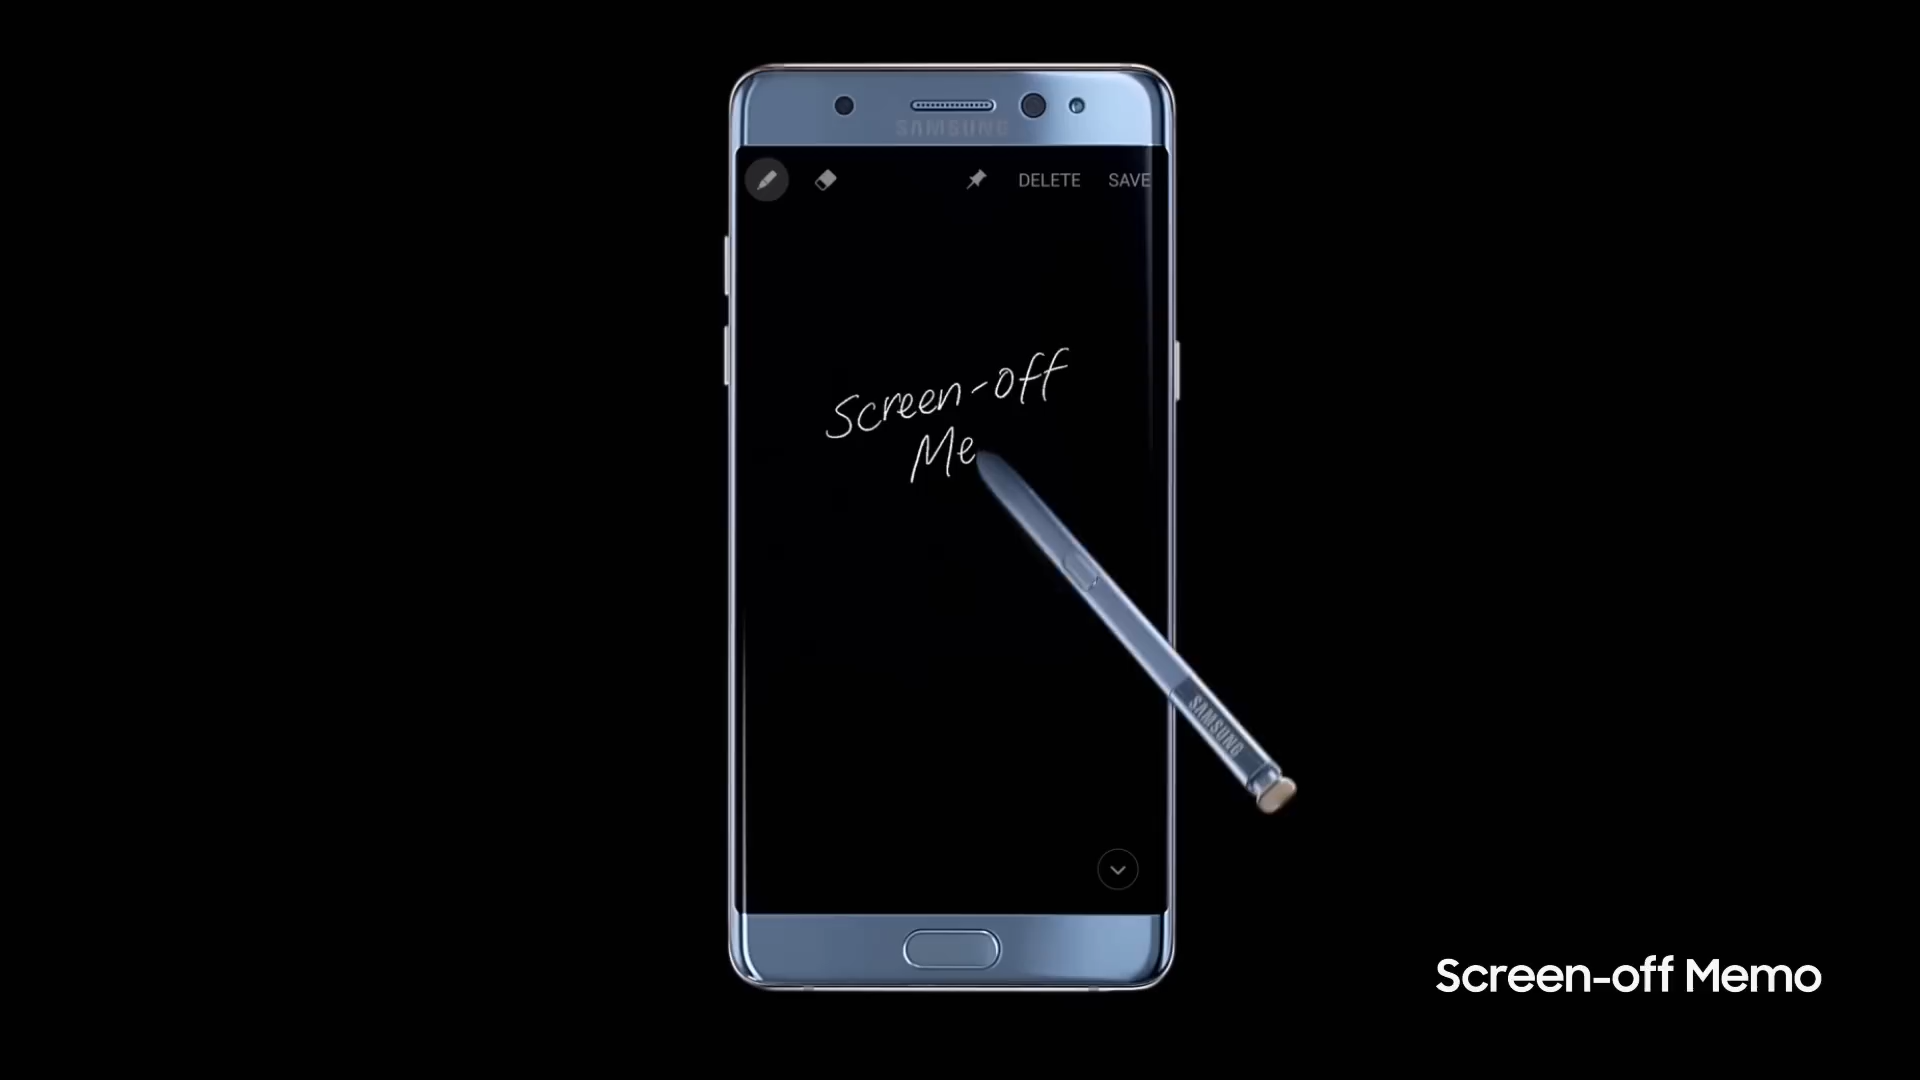 SAMSUNG
DELETE SAVE
Screen-off
Me
SAMSUNG
Screen-off Memo